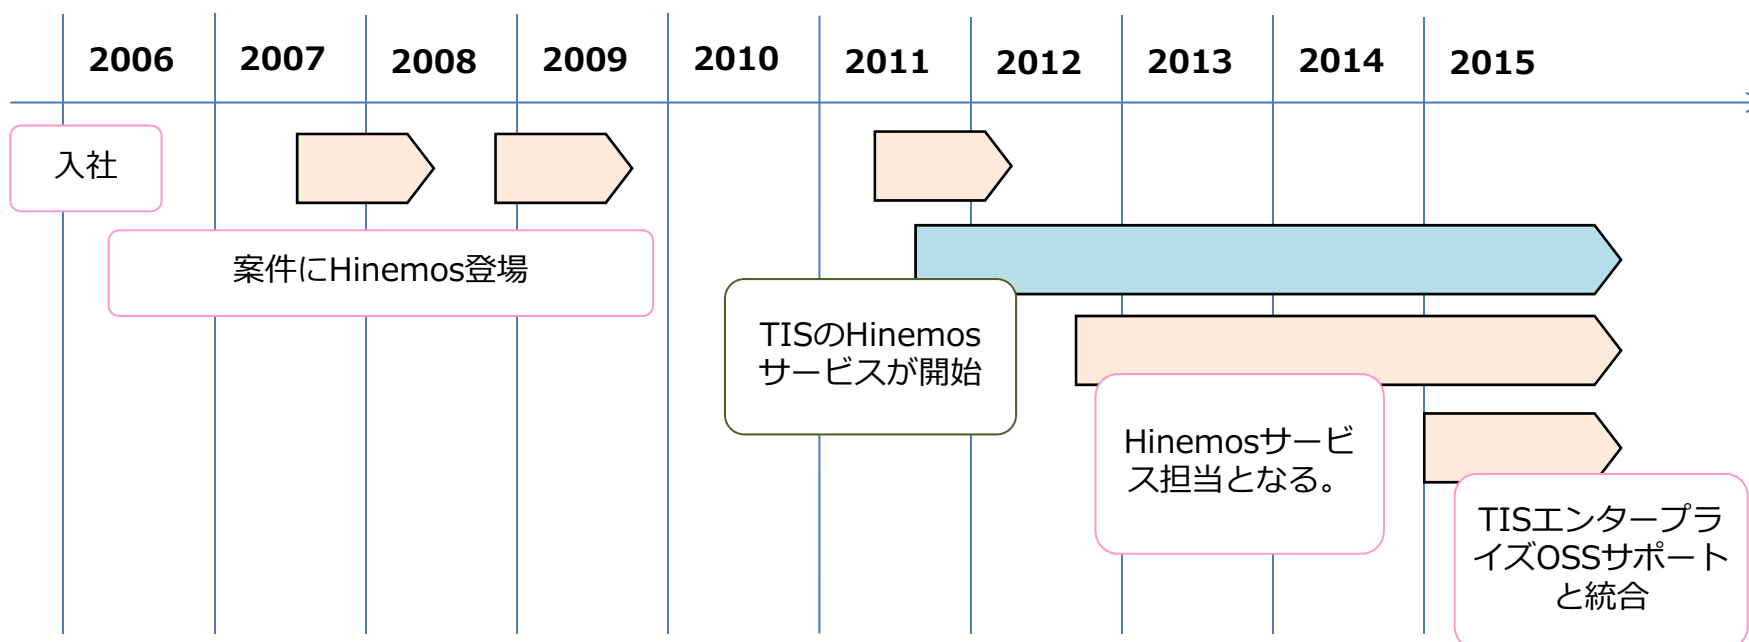 2006 2007 2008 2009 2010 2011 2012 2013 2014 2015
入社
案件にHinemos登場
TISのHinemos
サービスが開始
Hinemosサービ
ス担当となる。
TISエンタープラ
イズOSSサポート
と統合